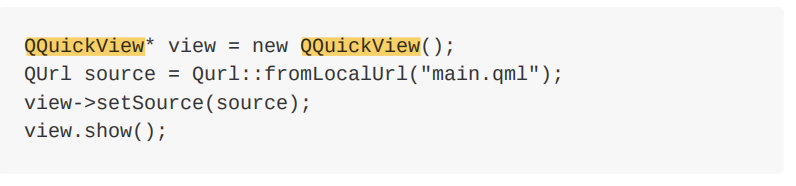 QQuickView* view = new QQuickView();
QUrl source = Qurl::fromLocalUrl("main.qml");
view->setSource(source);
view.show();